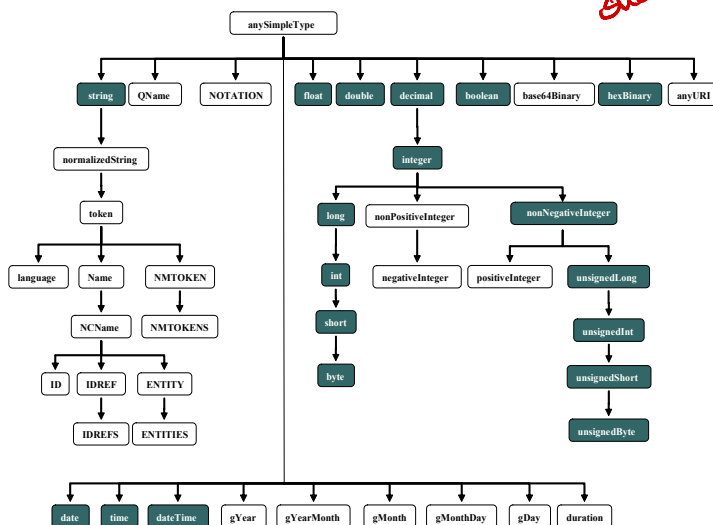 anySimpleType
string QName NOTATION float double decimal boolean base64Binary hexBinary anyURI
normalizedString integer
token long nonPositiveInteger nonNegativeInteger
language Name NMTOKEN int negativeInteger positiveInteger unsignedLong
NCName NMTOKENS short unsignedInt
ID IDREF ENTITY byte unsignedShort
IDREFS ENTITIES unsignedByte
date time dateTime gYear gYearMonth gMonth gMonthDay gDay duration